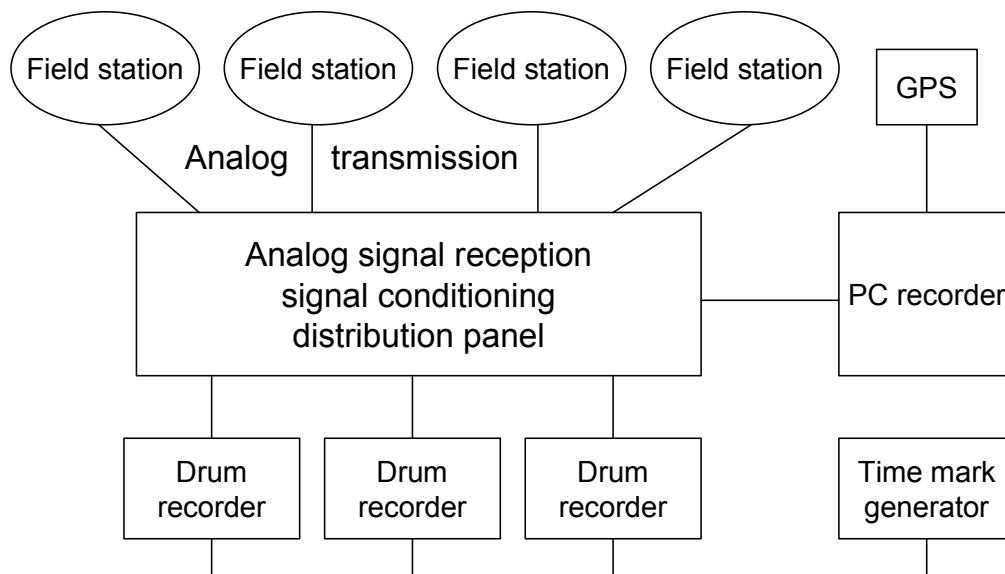 Field station
Field station
Field station
Field station
GPS
Analog transmission
Analog signal reception
signal conditioning
distribution panel
PC recorder
Drum
recorder
Drum
recorder
Drum
recorder
Time mark
generator